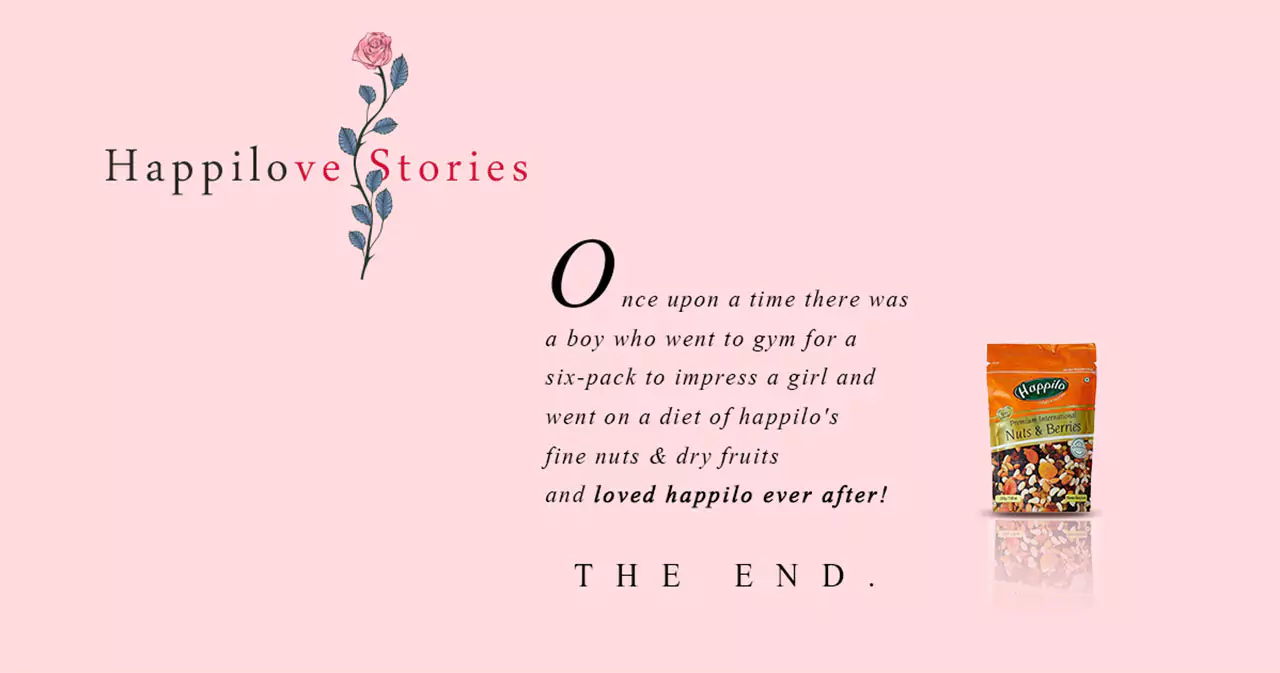 Happilove Stories
Once upon a time there was
a boy who went to gym for a
six-pack to impress a girl and
went on a diet of happilo's
fine nuts & dry fruits
and loved happilo ever after!
THE END.
Happilo
Premium International
Nuts & Berries